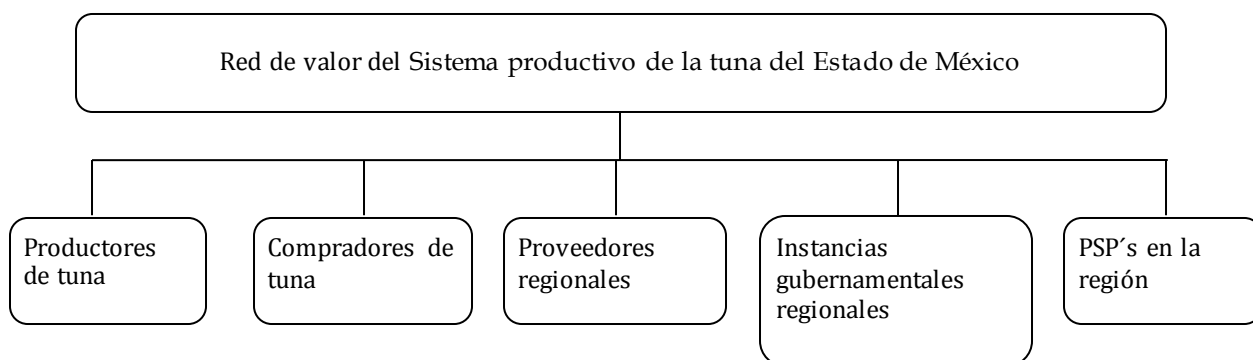 Red de valor del Sistema productivo de la tuna del Estado de México
Productores
de tuna
Compradores de
tuna
Proveedores
regionales
Instancias
gubernamentales
regionales
PSP´s en la
región